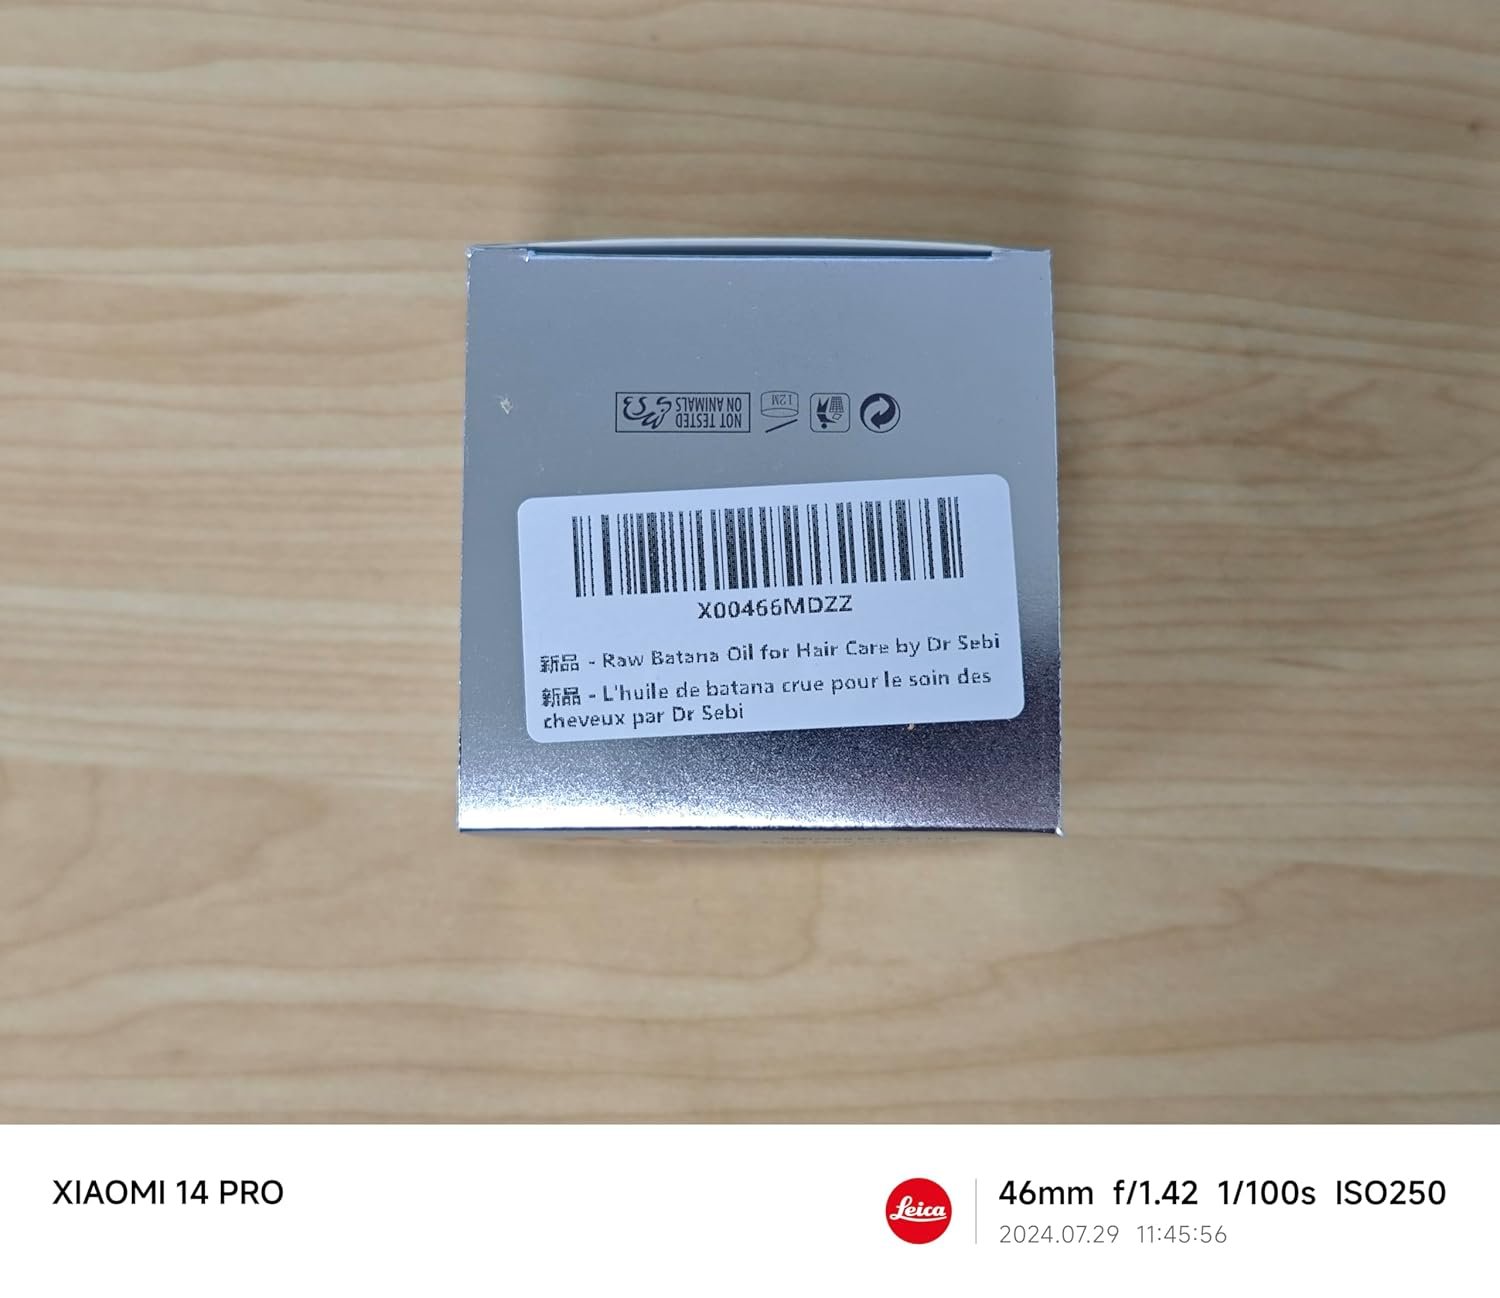 NOT TESTED
ON ANIMALS
12M
X00466MDZZ
新品 - Raw Batana Oil for Hair Care by Dr Sebi
新品 - L'huile de batana crue pour le soin des
cheveux par Dr Sebi
XIAOMI 14 PRO
Leica
46mm f/1.42 1/100s ISO250
2024.07.29 11:45:56